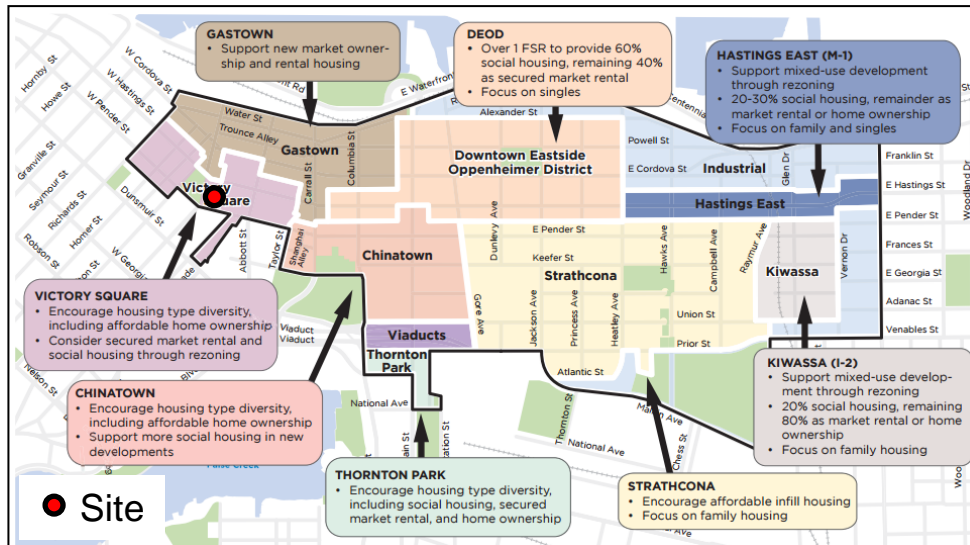 GASTOWN
• Support new market owner-
ship and rental housing
DEOD
• Over 1 FSR to provide 60%
social housing, remaining 40%
as secured market rental
• Focus on singles
HASTINGS EAST (M-1)
• Support mixed-use development
through rezoning
• 20-30% social housing, remainder as
market rental or home ownership
• Focus on family and singles
W Cordova St
Hornby St
Howe St
W Hastings St
W Pender St
Granville St
Seymour St
Richards St
Homer St
Robson St
Dunsmuir St
W Georgia
Nelson St
Water St
Trounce Alley
Gastown
Carrall St
Columbia St
E Waterfront
Alexander St
Centennial
Downtown Eastside
Oppenheimer District
Powell St
E Cordova St
Industrial
Glen Dr
Hastings East
Franklin St
E Hastings St
E Pender St
Frances St
E Georgia St
Adanac St
Venables St
Woodland Dr
Victory
Square
Abbott St
Taylor St
Shanghai
Alley
Chinatown
E Pender St
Keefer St
Strathcona
Dunlevy Ave
Gore Ave
Jackson Ave
Princess Ave
Heatley Ave
Hawks Ave
Campbell Ave
Raymur Ave
Kiwassa
Vernon Dr
Union St
Prior St
Viaduct
Viaduct
Viaducts
Thornton
Park
Atlantic St
National Ave
Thornton St
Malkin Ave
National Ave
Chess St
VICTORY SQUARE
• Encourage housing type diversity,
including affordable home ownership
• Consider secured market rental and
social housing through rezoning
CHINATOWN
• Encourage housing type diversity,
including affordable home ownership
• Support more social housing in new
developments
THORNTON PARK
• Encourage housing type diversity,
including social housing, secured
market rental, and home ownership
STRATHCONA
• Encourage affordable infill housing
• Focus on family housing
KIWASSA (I-2)
• Support mixed-use develop-
ment through rezoning
• 20% social housing, remaining
80% as market rental or home
ownership
• Focus on family housing
Site